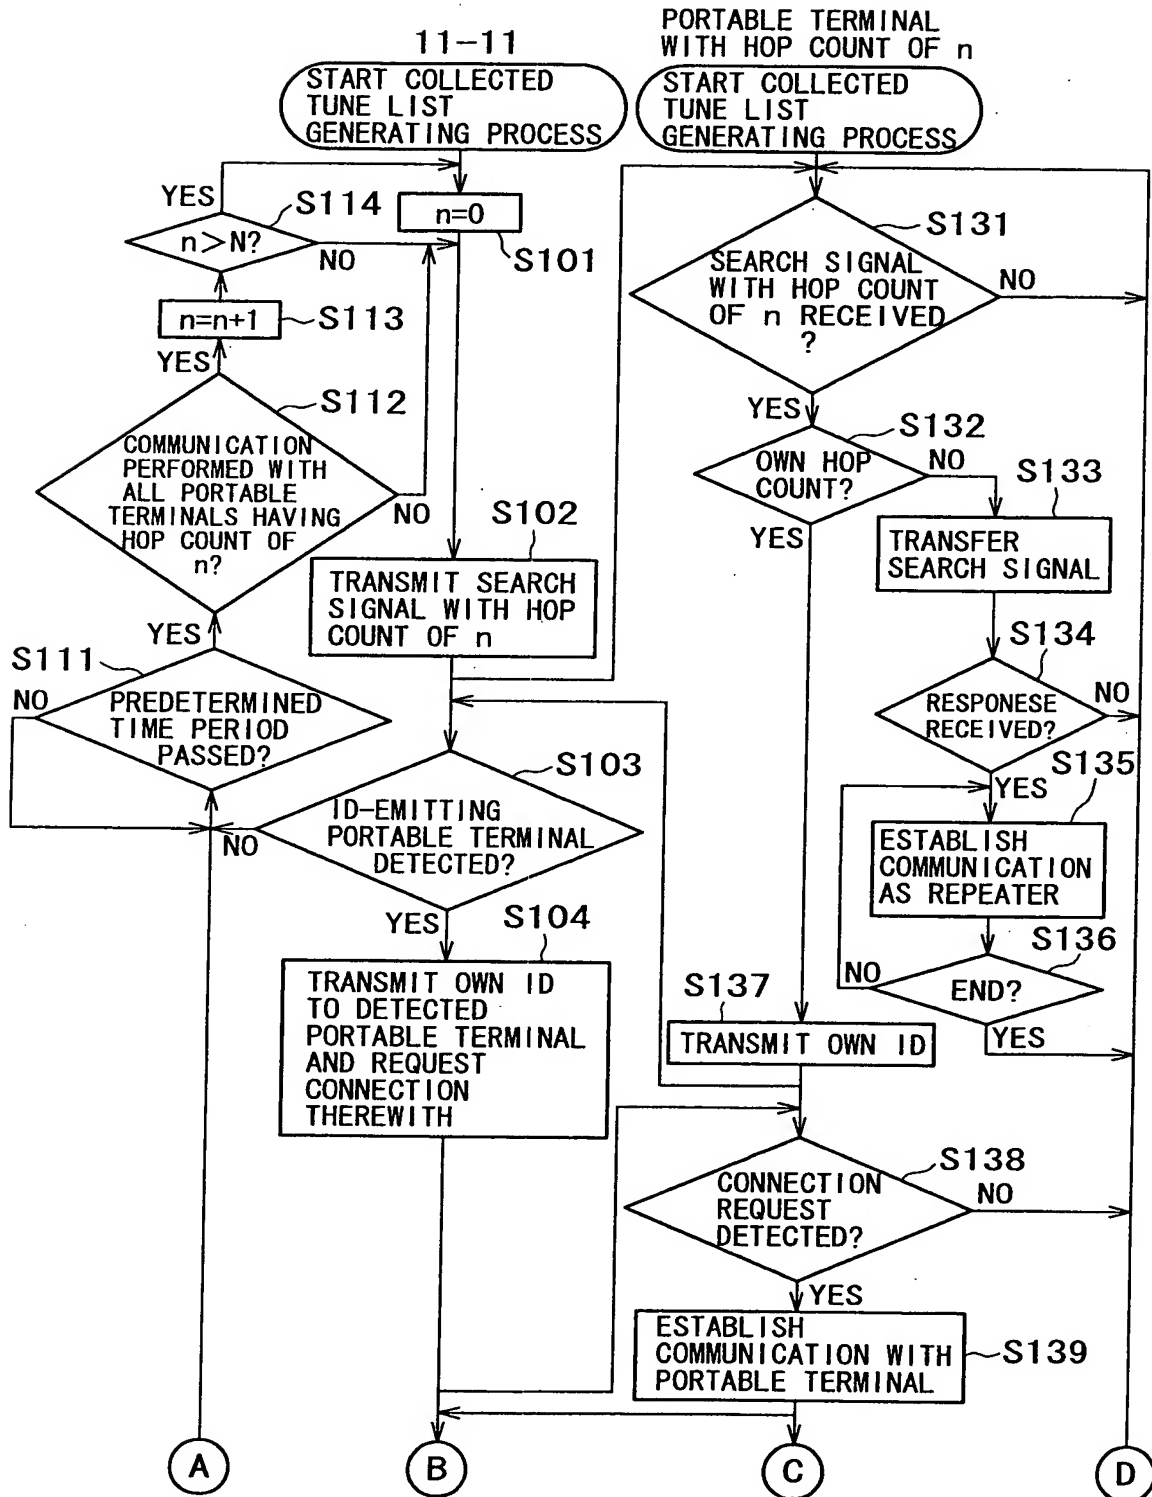 11-11
START COLLECTED
TUNE LIST
GENERATING PROCESS
YES
S114
n>N?
NO
n=0
S101
n=n+1
S113
YES
S112
COMMUNICATION
PERFORMED WITH
ALL PORTABLE
TERMINALS HAVING
HOP COUNT OF
n?
NO
S102
TRANSMIT SEARCH
SIGNAL WITH HOP
COUNT OF n
YES
S111
NO
PREDETERMINED
TIME PERIOD
PASSED?
S103
ID-EMITTING
PORTABLE TERMINAL
DETECTED?
NO
YES
S104
TRANSMIT OWN ID
TO DETECTED
PORTABLE TERMINAL
AND REQUEST
CONNECTION
THEREWITH
A
B
PORTABLE TERMINAL
WITH HOP COUNT OF n
START COLLECTED
TUNE LIST
GENERATING PROCESS
S131
SEARCH SIGNAL
WITH HOP COUNT
OF n RECEIVED
?
NO
YES
S132
OWN HOP
COUNT?
NO
YES
S133
TRANSFER
SEARCH SIGNAL
S134
RESPONESE
RECEIVED?
NO
YES
S135
ESTABLISH
COMMUNICATION
AS REPEATER
S136
END?
NO
YES
S137
TRANSMIT OWN ID
S138
CONNECTION
REQUEST
DETECTED?
NO
YES
ESTABLISH
COMMUNICATION WITH
PORTABLE TERMINAL
S139
C
D